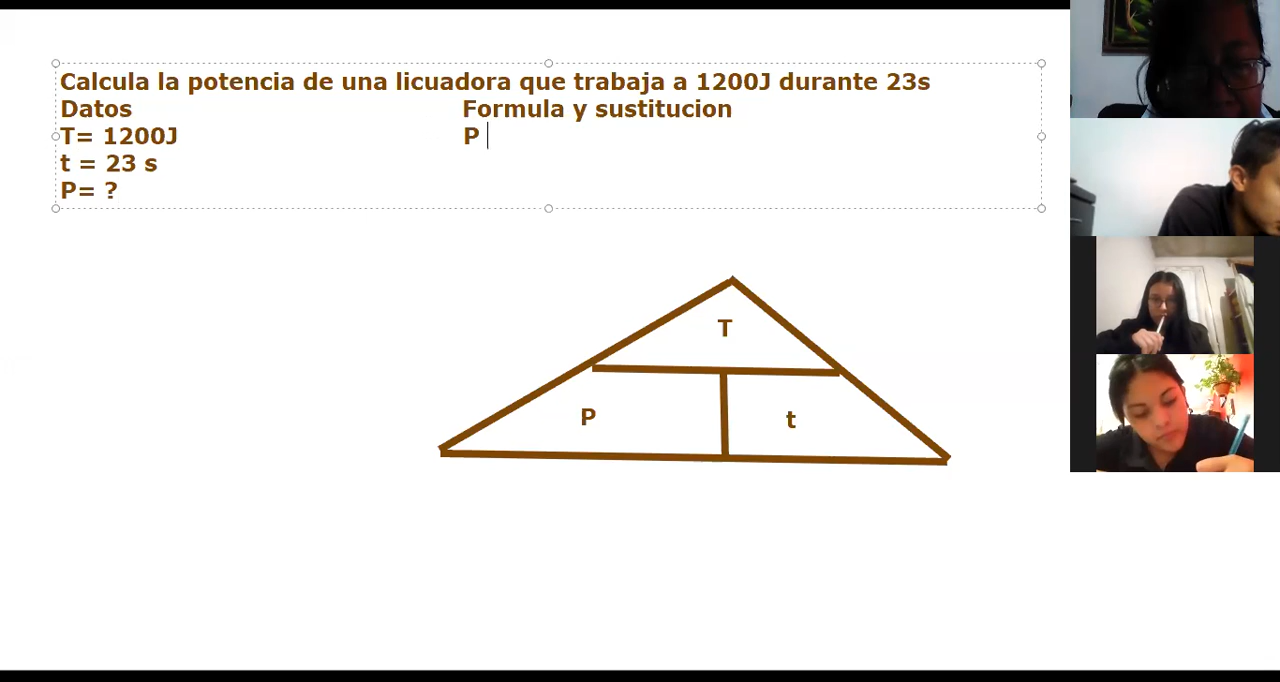 Calcula la potencia de una licuadora que trabaja a 1200J durante 23s
Datos Formula y sustitucion
T= 1200J P
t = 23 s
P= ?
T
P t